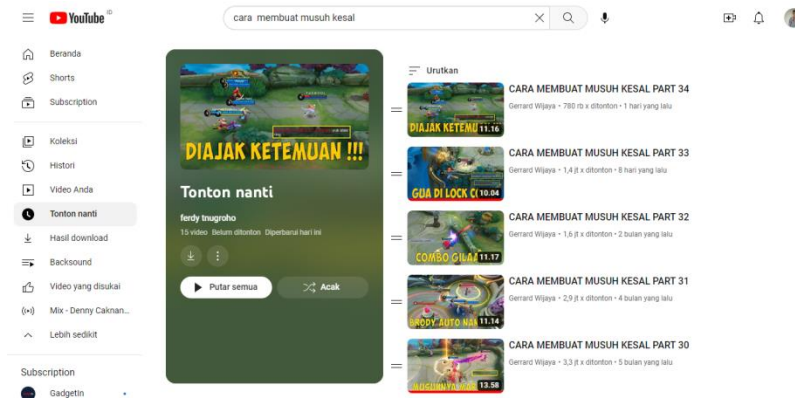 YouTube ID
cara membuat musuh kesal
Beranda
Shorts
Subscription
Koleksi
Histori
Video Anda
Tonton nanti
Hasil download
Backsound
Video yang disukai
Mix - Denny Caknan...
Lebih sedikit
Subscription
GadgetIn
DIAJAK KETEMUAN !!!
Tonton nanti
ferdy tnugroho
15 video Belum ditonton Diperbarui hari ini
Putar semua
Acak
Urutkan
DIAJAK KETEMU
11.16
CARA MEMBUAT MUSUH KESAL PART 34
Gerrard Wijaya • 780 rb x ditonton • 1 hari yang lalu
GUA DI LOCK
10.04
CARA MEMBUAT MUSUH KESAL PART 33
Gerrard Wijaya • 1,4 jt x ditonton • 8 hari yang lalu
COMBO GILA
11.17
CARA MEMBUAT MUSUH KESAL PART 32
Gerrard Wijaya • 1,6 jt x ditonton • 2 bulan yang lalu
BRODY AUTO NAN
11.14
CARA MEMBUAT MUSUH KESAL PART 31
Gerrard Wijaya • 2,9 jt x ditonton • 4 bulan yang lalu
13.58
CARA MEMBUAT MUSUH KESAL PART 30
Gerrard Wijaya • 3,3 jt x ditonton • 5 bulan yang lalu